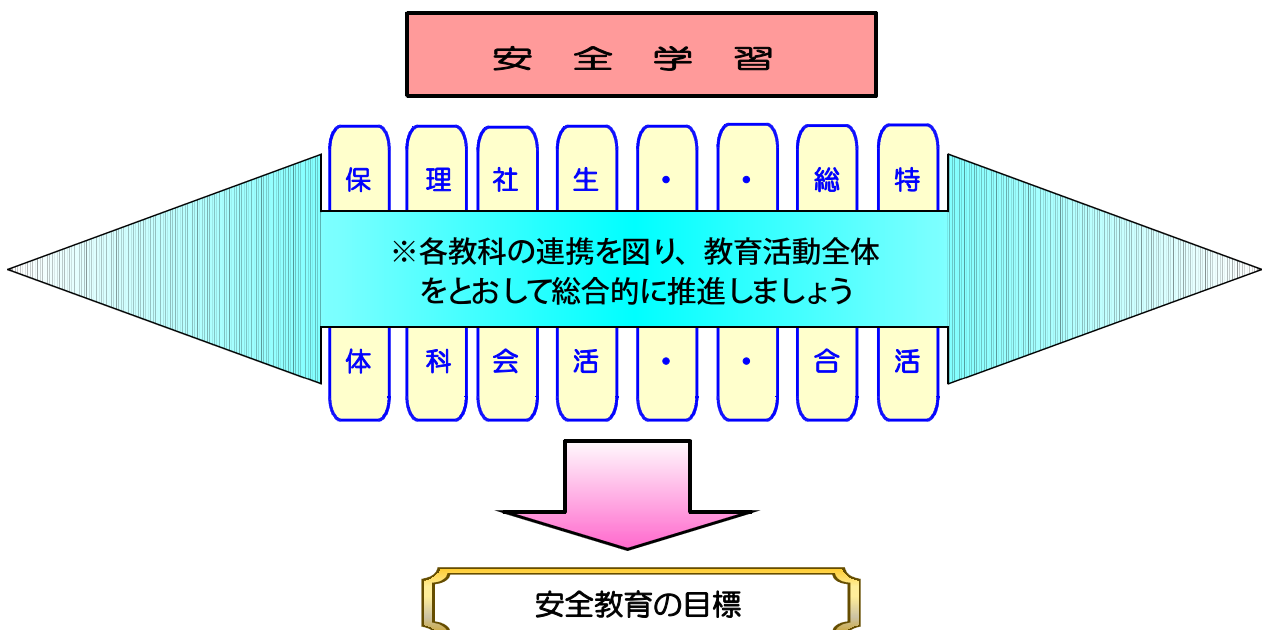 安全学習
保 理 社 生 ・ ・ 総 特
※各教科の連携を図り、教育活動全体
をとおして総合的に推進しましょう
体 科 会 活 ・ ・ 合 活
安全教育の目標